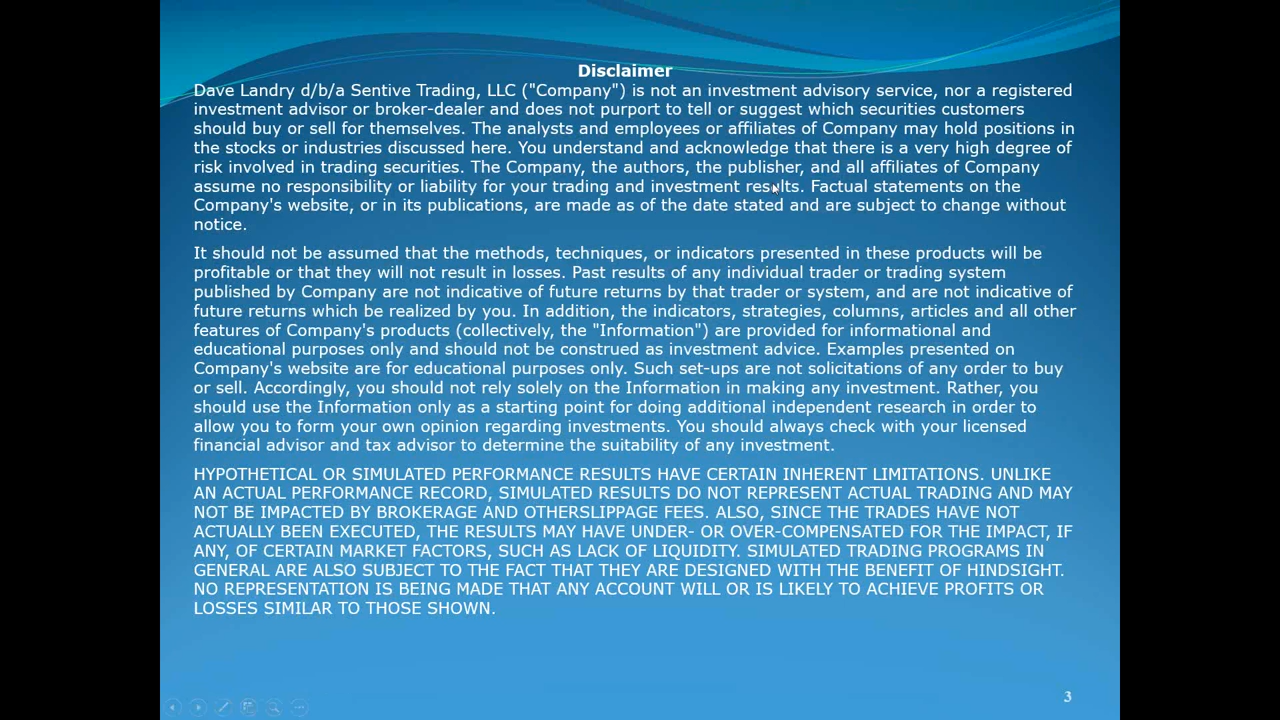 Disclaimer
Dave Landry d/b/a Sentive Trading, LLC ("Company") is not an investment advisory service, nor a registered
investment advisor or broker-dealer and does not purport to tell or suggest which securities customers
should buy or sell for themselves. The analysts and employees or affiliates of Company may hold positions in
the stocks or industries discussed here. You understand and acknowledge that there is a very high degree of
risk involved in trading securities. The Company, the authors, the publisher, and all affiliates of Company
assume no responsibility or liability for your trading and investment results. Factual statements on the
Company's website, or in its publications, are made as of the date stated and are subject to change without
notice.
It should not be assumed that the methods, techniques, or indicators presented in these products will be
profitable or that they will not result in losses. Past results of any individual trader or trading system
published by Company are not indicative of future returns by that trader or system, and are not indicative of
future returns which be realized by you. In addition, the indicators, strategies, columns, articles and all other
features of Company's products (collectively, the "Information") are provided for informational and
educational purposes only and should not be construed as investment advice. Examples presented on
Company's website are for educational purposes only. Such set-ups are not solicitations of any order to buy
or sell. Accordingly, you should not rely solely on the Information in making any investment. Rather, you
should use the Information only as a starting point for doing additional independent research in order to
allow you to form your own opinion regarding investments. You should always check with your licensed
financial advisor and tax advisor to determine the suitability of any investment.
HYPOTHETICAL OR SIMULATED PERFORMANCE RESULTS HAVE CERTAIN INHERENT LIMITATIONS. UNLIKE
AN ACTUAL PERFORMANCE RECORD, SIMULATED RESULTS DO NOT REPRESENT ACTUAL TRADING AND MAY
NOT BE IMPACTED BY BROKERAGE AND OTHERSLIPPAGE FEES. ALSO, SINCE THE TRADES HAVE NOT
ACTUALLY BEEN EXECUTED, THE RESULTS MAY HAVE UNDER- OR OVER-COMPENSATED FOR THE IMPACT, IF
ANY, OF CERTAIN MARKET FACTORS, SUCH AS LACK OF LIQUIDITY. SIMULATED TRADING PROGRAMS IN
GENERAL ARE ALSO SUBJECT TO THE FACT THAT THEY ARE DESIGNED WITH THE BENEFIT OF HINDSIGHT.
NO REPRESENTATION IS BEING MADE THAT ANY ACCOUNT WILL OR IS LIKELY TO ACHIEVE PROFITS OR
LOSSES SIMILAR TO THOSE SHOWN.
3